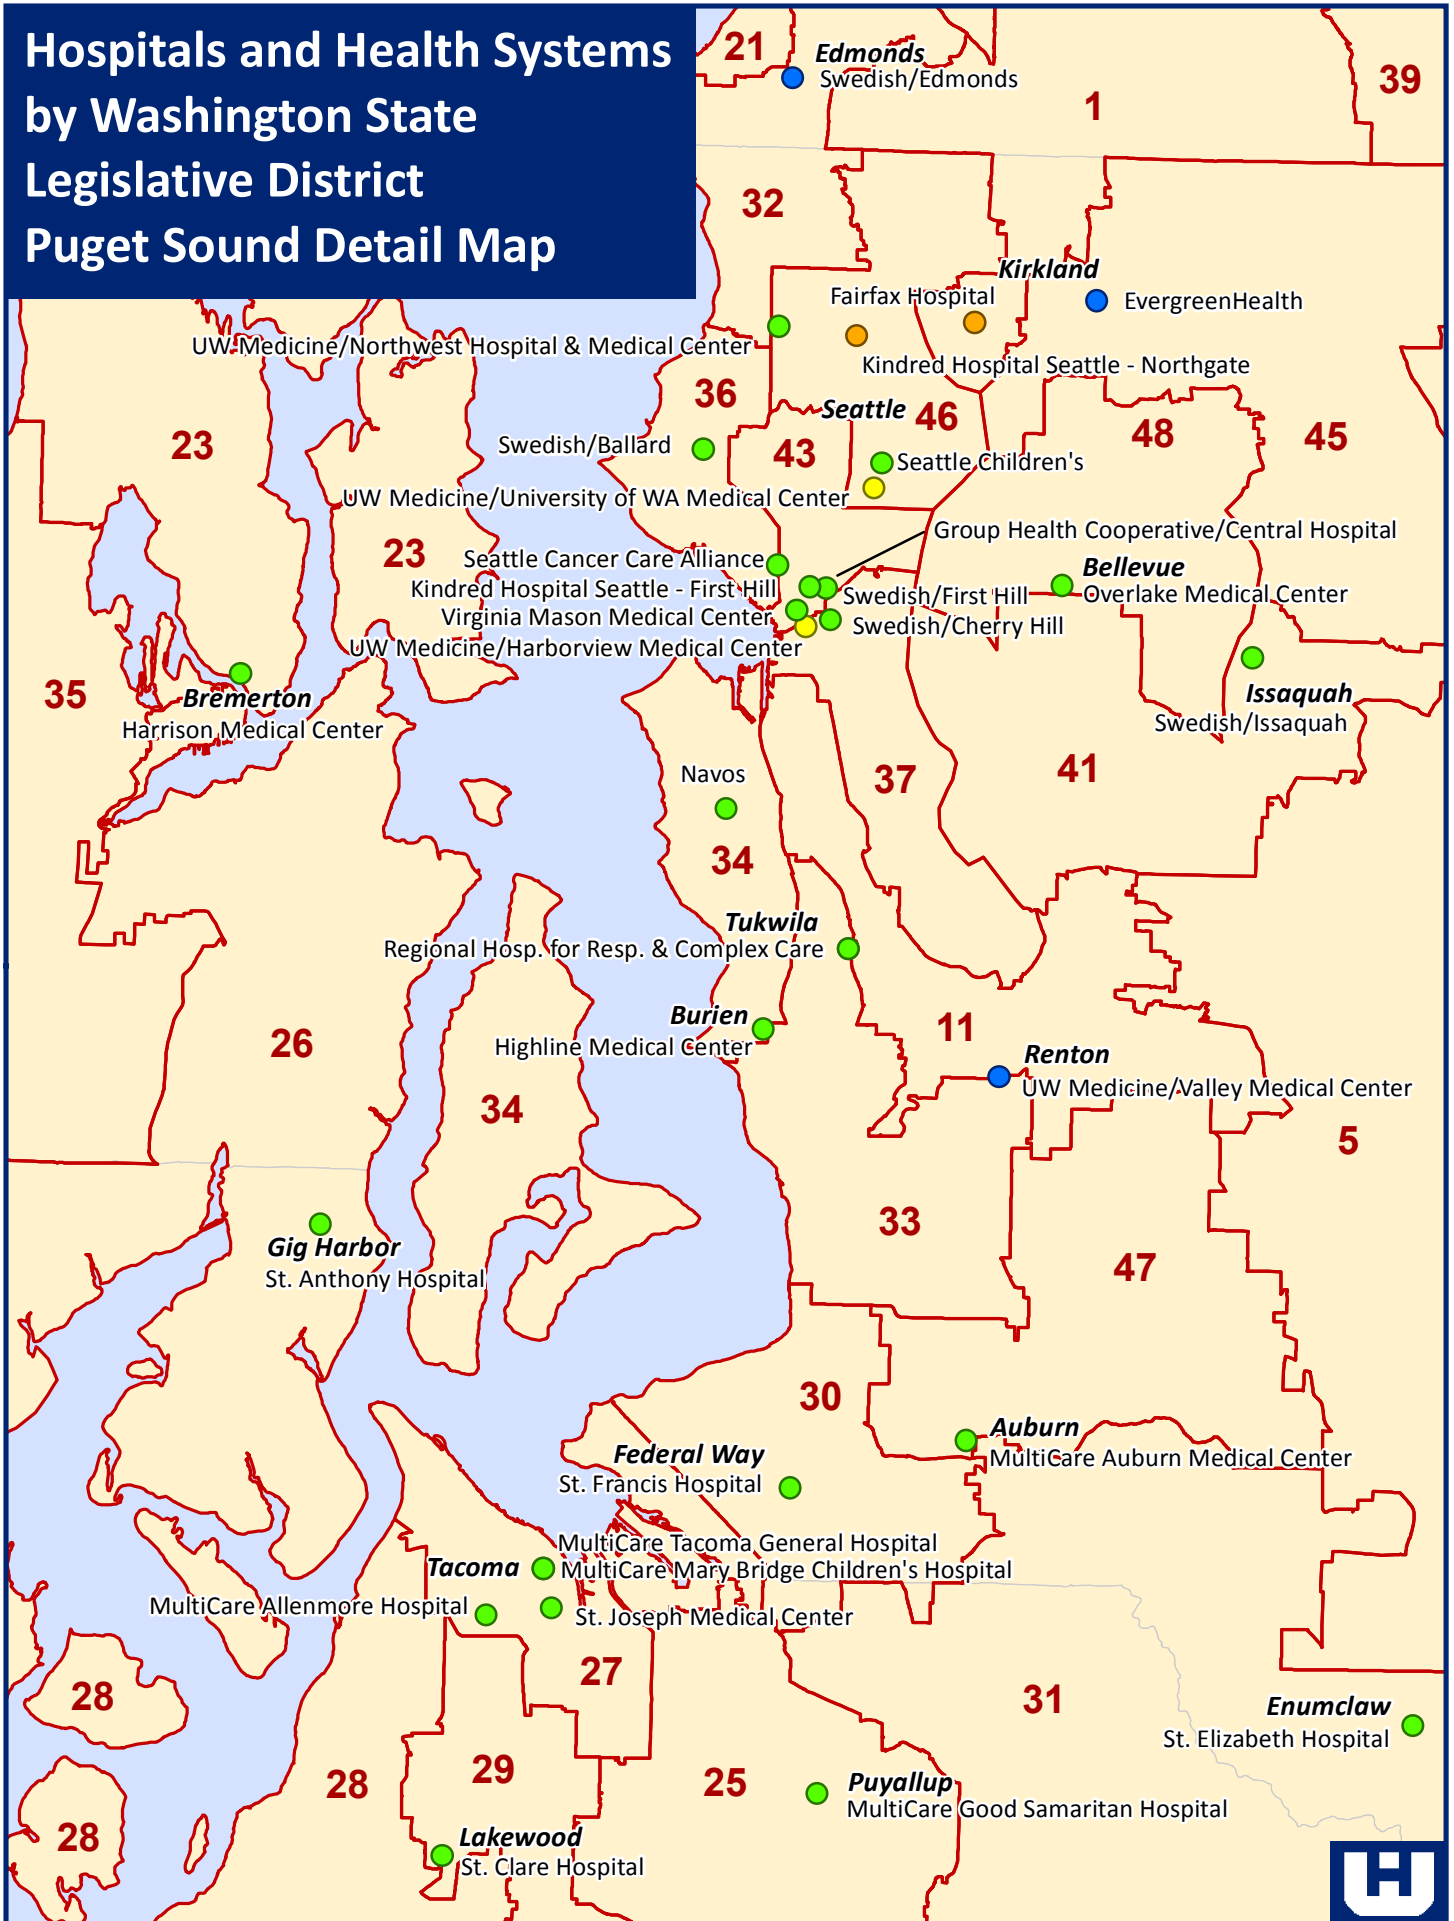 Hospitals and Health Systems
by Washington State
Legislative District
Puget Sound Detail Map
21
Edmonds
Swedish/Edmonds
39
1
32
Kirkland
Fairfax Hospital
EvergreenHealth
UW Medicine/Northwest Hospital & Medical Center
Kindred Hospital Seattle - Northgate
36
Seattle
46
48
45
23
Swedish/Ballard
43
Seattle Children's
UW Medicine/University of WA Medical Center
Group Health Cooperative/Central Hospital
23
Seattle Cancer Care Alliance
Bellevue
Kindred Hospital Seattle - First Hill
Swedish/First Hill
Overlake Medical Center
Virginia Mason Medical Center
Swedish/Cherry Hill
UW Medicine/Harborview Medical Center
35
Bremerton
Harrison Medical Center
Issaquah
Swedish/Issaquah
Navos
37
41
34
Tukwila
Regional Hosp. for Resp. & Complex Care
Burien
Highline Medical Center
11
26
Renton
UW Medicine/Valley Medical Center
34
5
33
Gig Harbor
St. Anthony Hospital
47
30
Auburn
MultiCare Auburn Medical Center
Federal Way
St. Francis Hospital
MultiCare Tacoma General Hospital
Tacoma
MultiCare Mary Bridge Children's Hospital
MultiCare Allenmore Hospital
St. Joseph Medical Center
27
28
31
Enumclaw
St. Elizabeth Hospital
29
28
25
Puyallup
MultiCare Good Samaritan Hospital
28
Lakewood
St. Clare Hospital
H